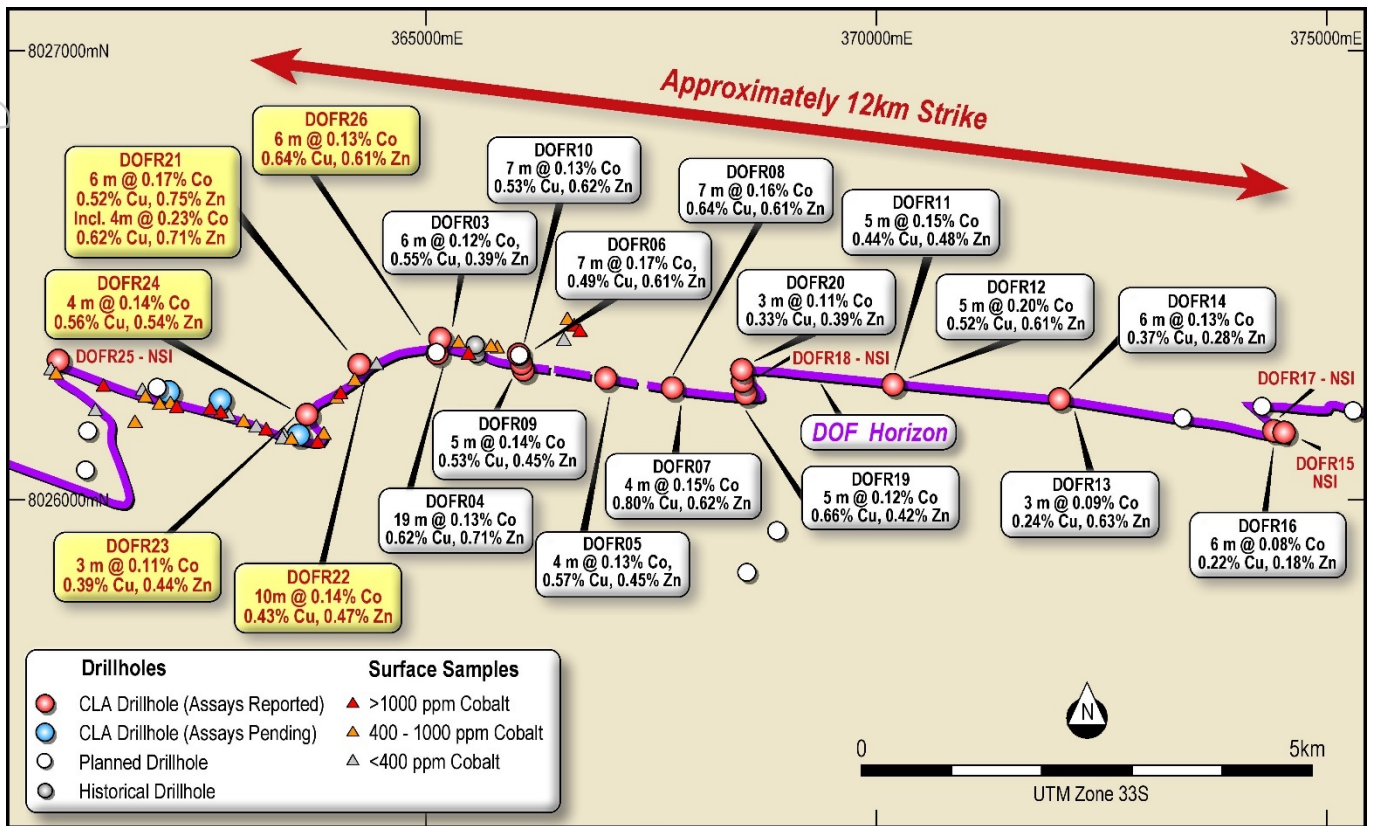 365000mE
370000mE
375000mE
8027000mN
Approximately 12km Strike
DOFR26
6 m @ 0.13% Co
0.64% Cu, 0.61% Zn
DOFR10
7 m @ 0.13% Co
0.53% Cu, 0.62% Zn
DOFR21
6 m @ 0.17% Co
0.52% Cu, 0.75% Zn
Incl. 4m @ 0.23% Co
0.62% Cu, 0.71% Zn
DOFR08
7 m @ 0.16% Co
0.64% Cu, 0.61% Zn
DOFR11
5 m @ 0.15% Co
0.44% Cu, 0.48% Zn
DOFR03
6 m @ 0.12% Co,
0.55% Cu, 0.39% Zn
DOFR06
7 m @ 0.17% Co,
0.49% Cu, 0.61% Zn
DOFR24
4 m @ 0.14% Co
0.56% Cu, 0.54% Zn
DOFR20
3 m @ 0.11% Co
0.33% Cu, 0.39% Zn
DOFR12
5 m @ 0.20% Co
0.52% Cu, 0.61% Zn
DOFR14
6 m @ 0.13% Co
0.37% Cu, 0.28% Zn
DOFR25 - NSI
DOFR18 - NSI
DOFR17 - NSI
DOF Horizon
DOFR09
5 m @ 0.14% Co
0.53% Cu, 0.45% Zn
DOFR07
4 m @ 0.15% Co
0.80% Cu, 0.62% Zn
DOFR19
5 m @ 0.12% Co
0.66% Cu, 0.42% Zn
DOFR13
3 m @ 0.09% Co
0.24% Cu, 0.63% Zn
DOFR15
NSI
8026000mN
DOFR04
19 m @ 0.13% Co
0.62% Cu, 0.71% Zn
DOFR05
4 m @ 0.13% Co,
0.57% Cu, 0.45% Zn
DOFR16
6 m @ 0.08% Co
0.22% Cu, 0.18% Zn
DOFR23
3 m @ 0.11% Co
0.39% Cu, 0.44% Zn
DOFR22
10m @ 0.14% Co
0.43% Cu, 0.47% Zn
Drillholes
CLA Drillhole (Assays Reported)
CLA Drillhole (Assays Pending)
Planned Drillhole
Historical Drillhole
Surface Samples
>1000 ppm Cobalt
400 - 1000 ppm Cobalt
<400 ppm Cobalt
N
0
5km
UTM Zone 33S